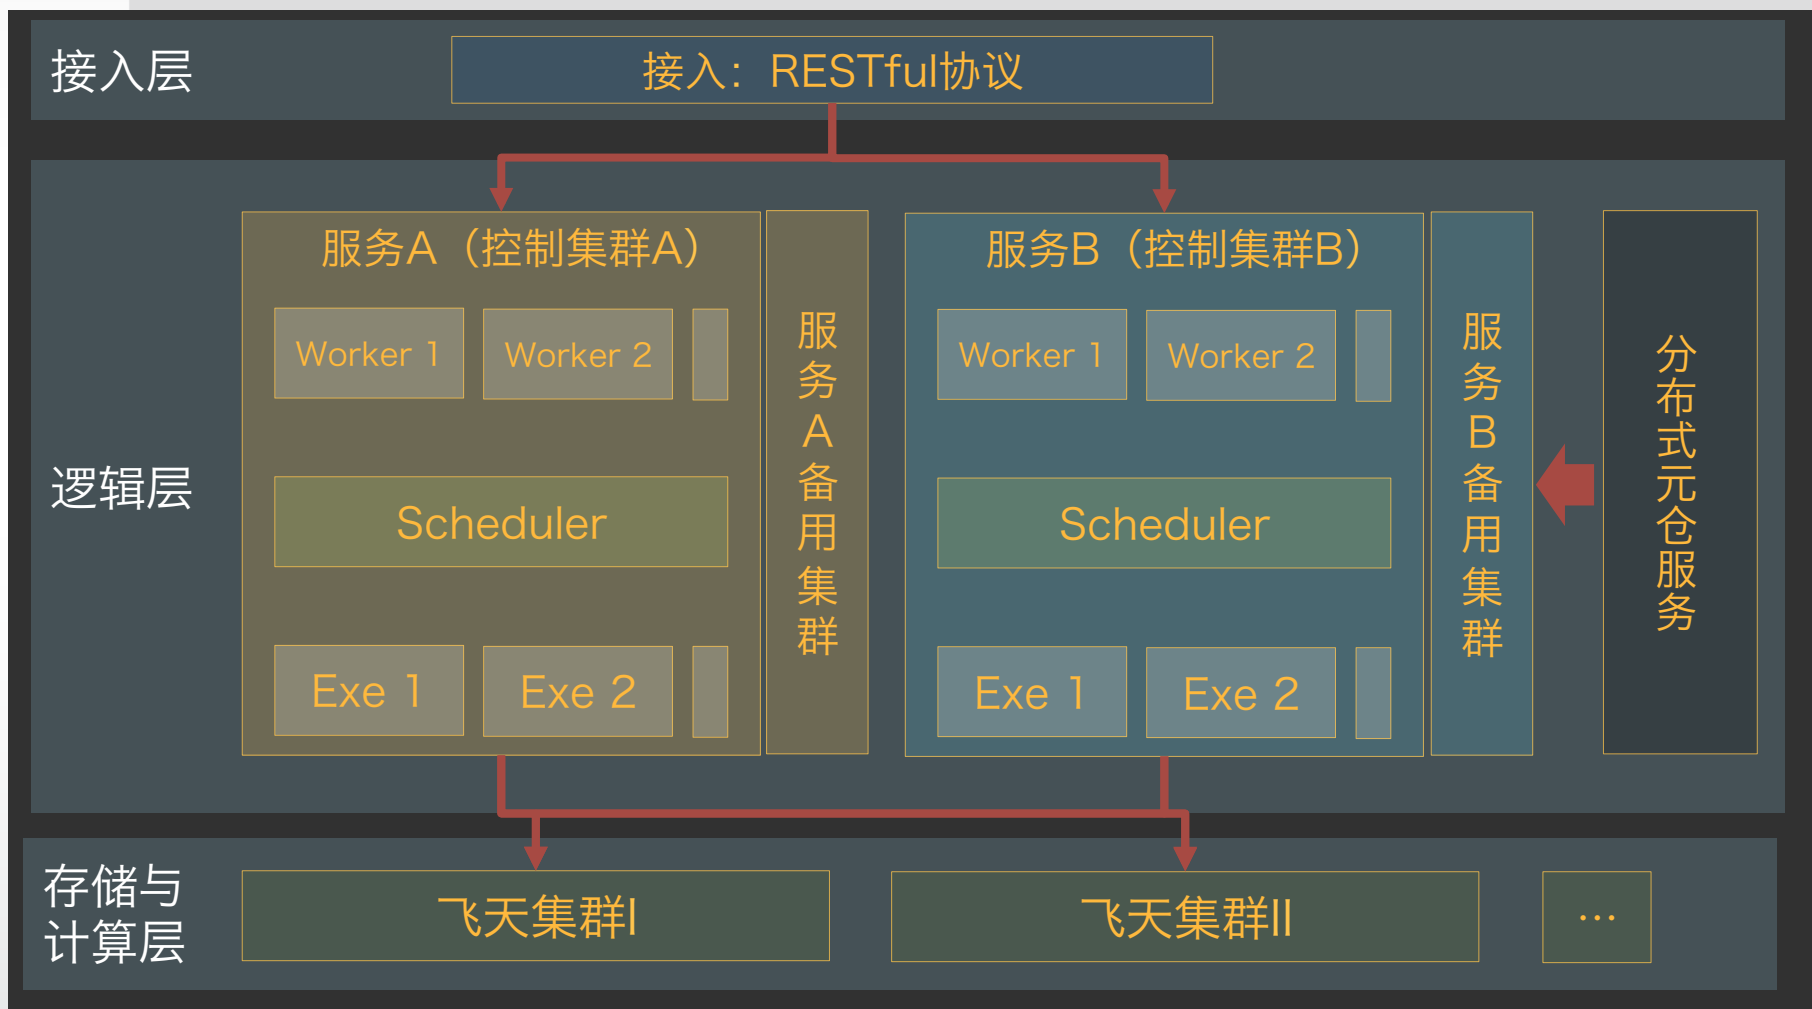 接入层
接入：RESTful协议
逻辑层
服务A（控制集群A）
Worker 1
Worker 2
Scheduler
Exe 1
Exe 2
服务A备用集群
服务B（控制集群B）
Worker 1
Worker 2
Scheduler
Exe 1
Exe 2
服务B备用集群
分布式元仓服务
存储与
计算层
飞天集群I
飞天集群II
…